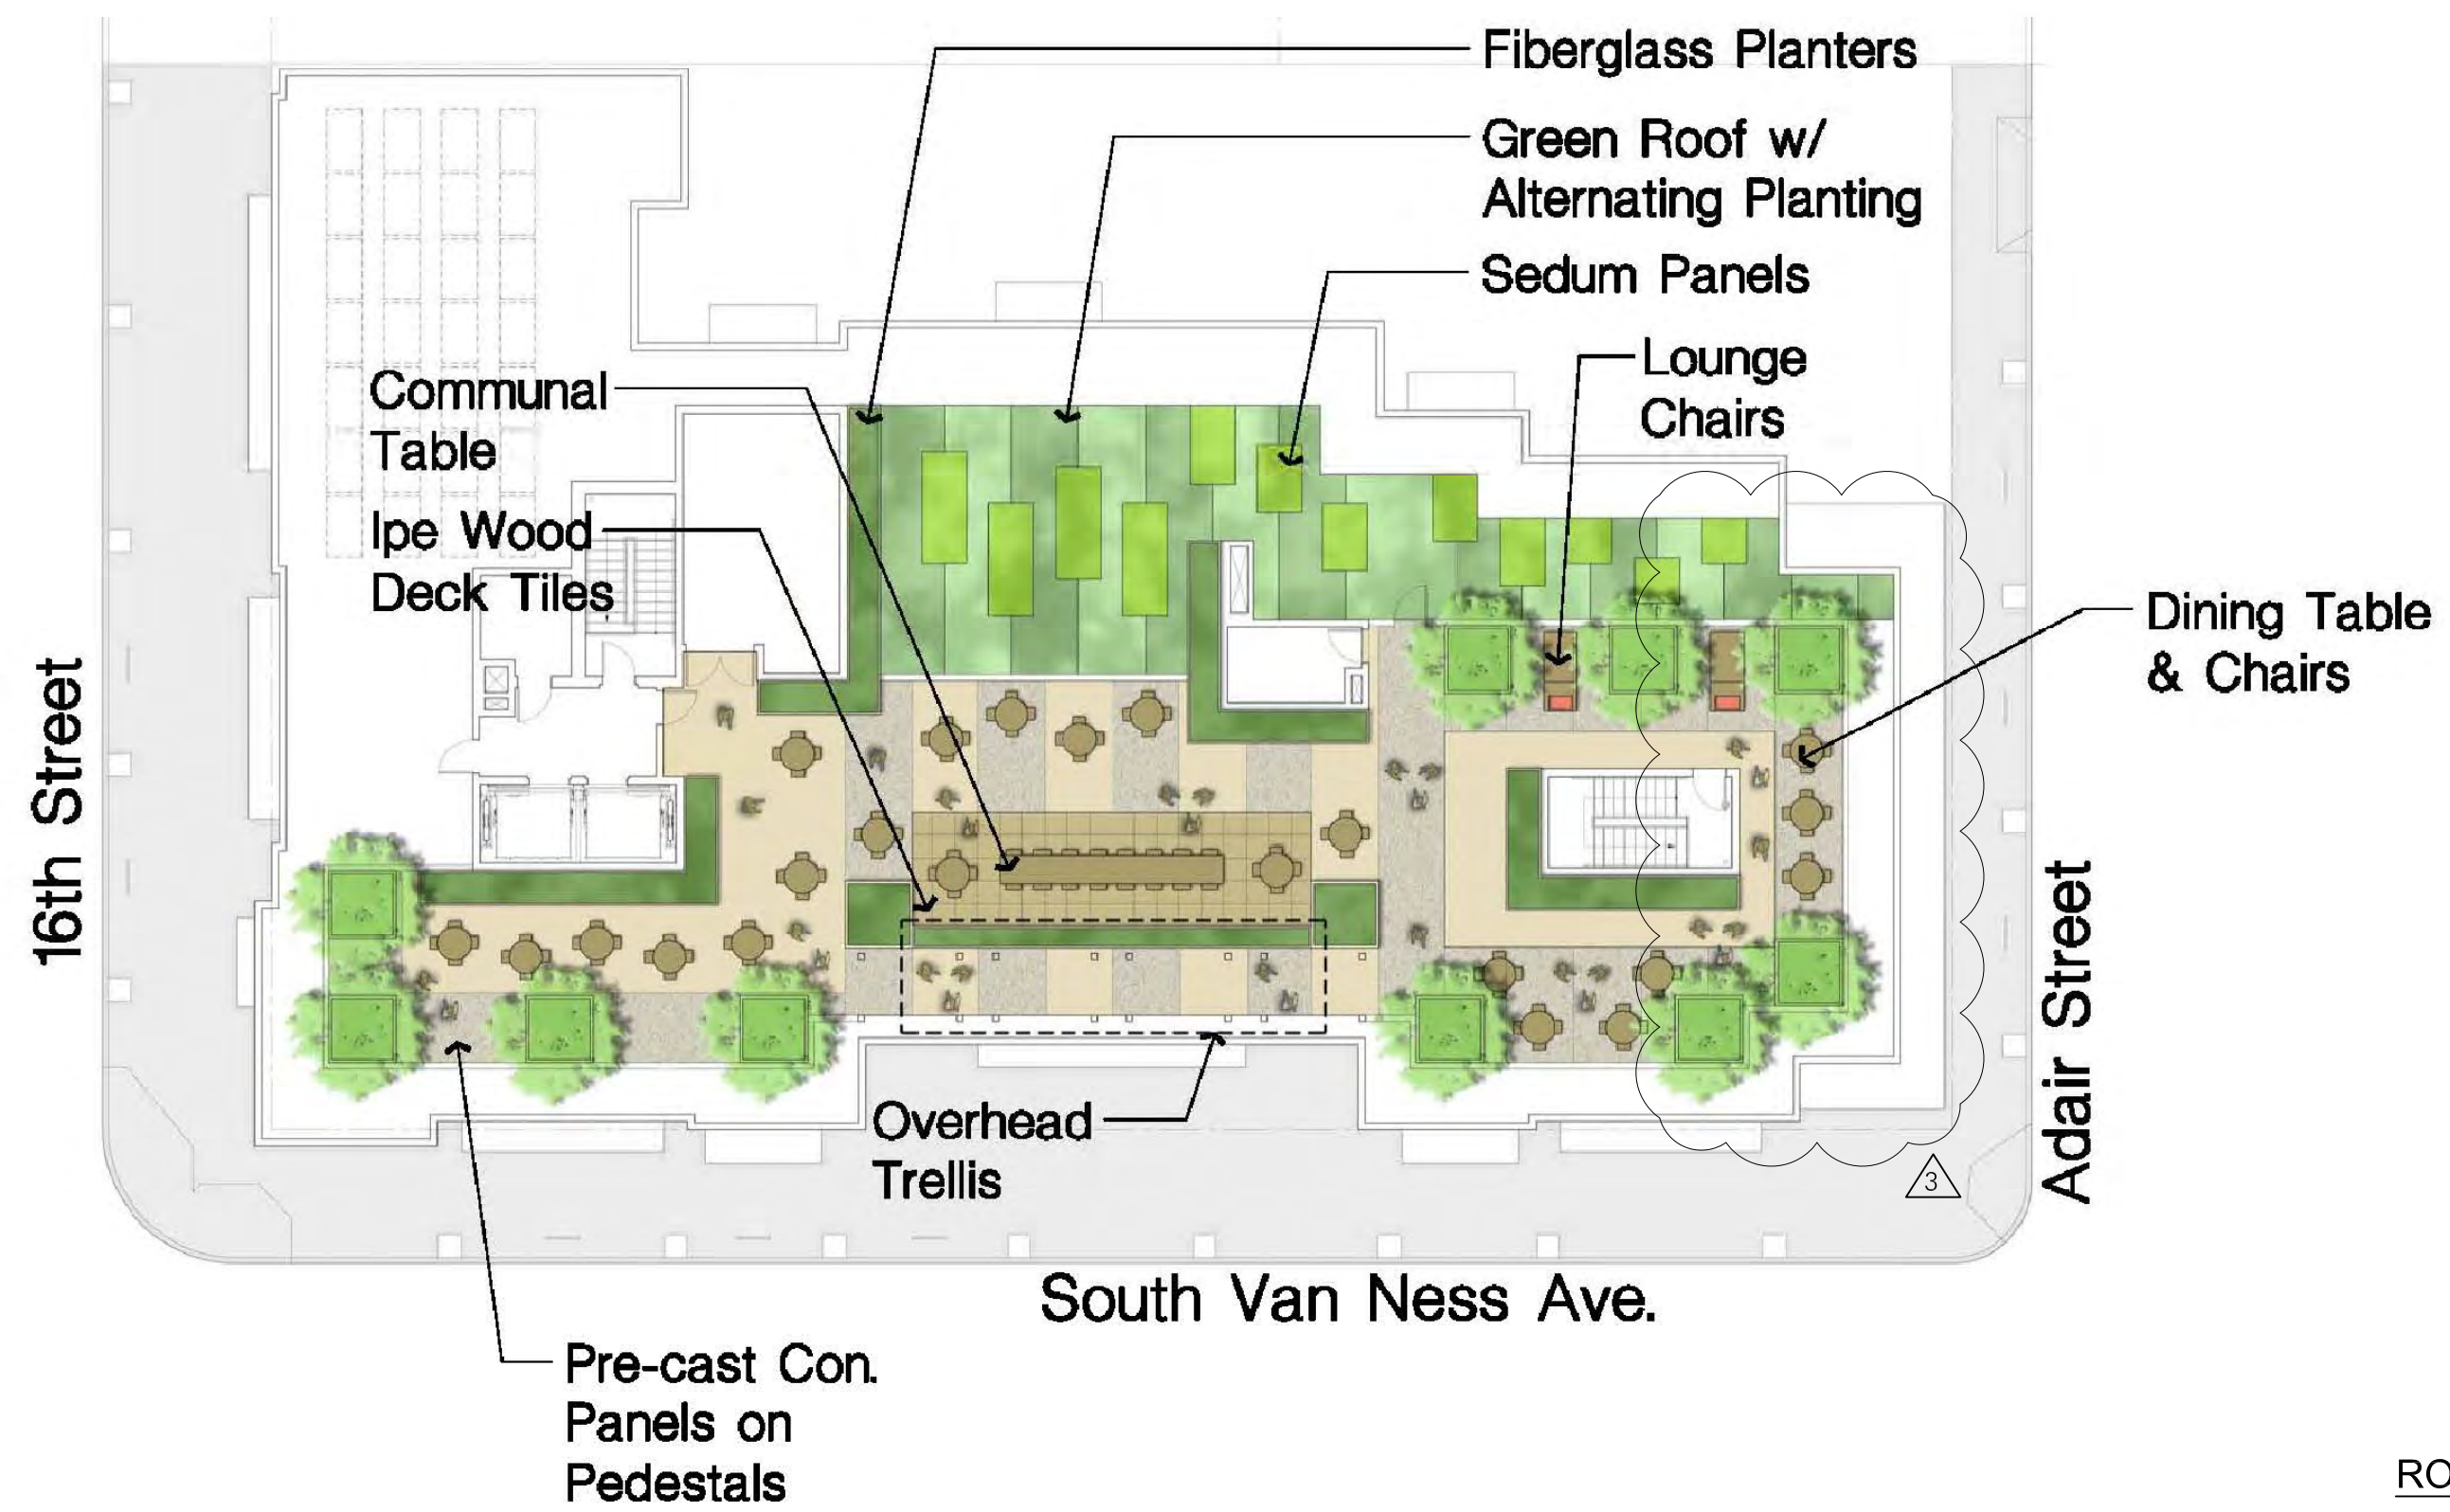 Fiberglass Planters
Green Roof w/
Alternating Planting
Sedum Panels
Lounge
Chairs
Communal
Table
Ipe Wood
Deck Tiles
Dining Table
& Chairs
16th Street
Adair Street
Overhead
Trellis
3
South Van Ness Ave.
Pre-cast Con.
Panels on
Pedestals
RO